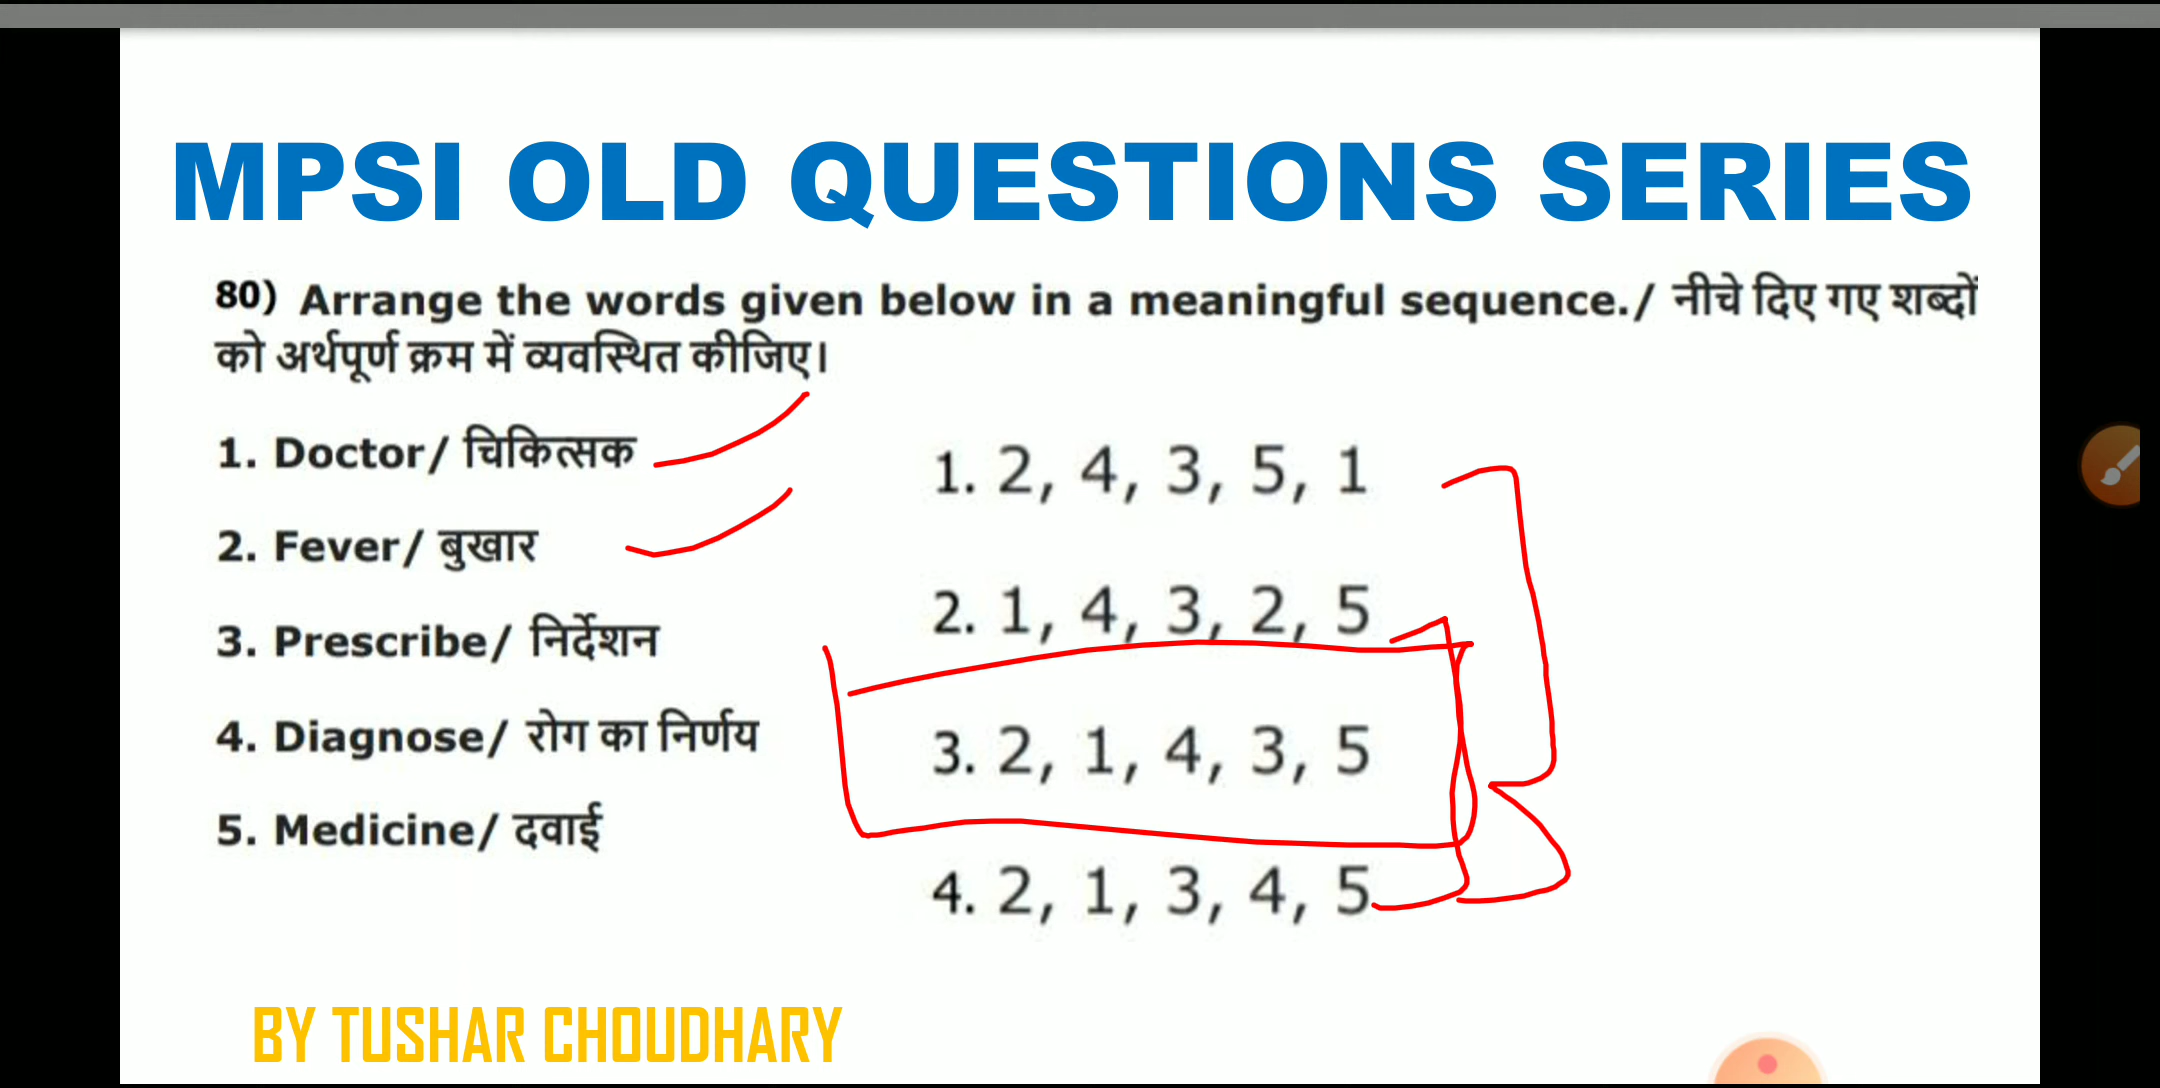 MPSI OLD QUESTIONS SERIES
80) Arrange the words given below in a meaningful sequence./ नीचे दिए गए शब्दों
को अर्थपूर्ण क्रम में व्यवस्थित कीजिए।
1. Doctor/ चिकित्सक
2. Fever/ बुखार
3. Prescribe/ निर्देशन
4. Diagnose/ रोग का निर्णय
5. Medicine/ दवाई
1. 2, 4, 3, 5, 1
2. 1, 4, 3, 2, 5
3. 2, 1, 4, 3, 5
4. 2, 1, 3, 4, 5
BY TUSHAR CHOUDHARY